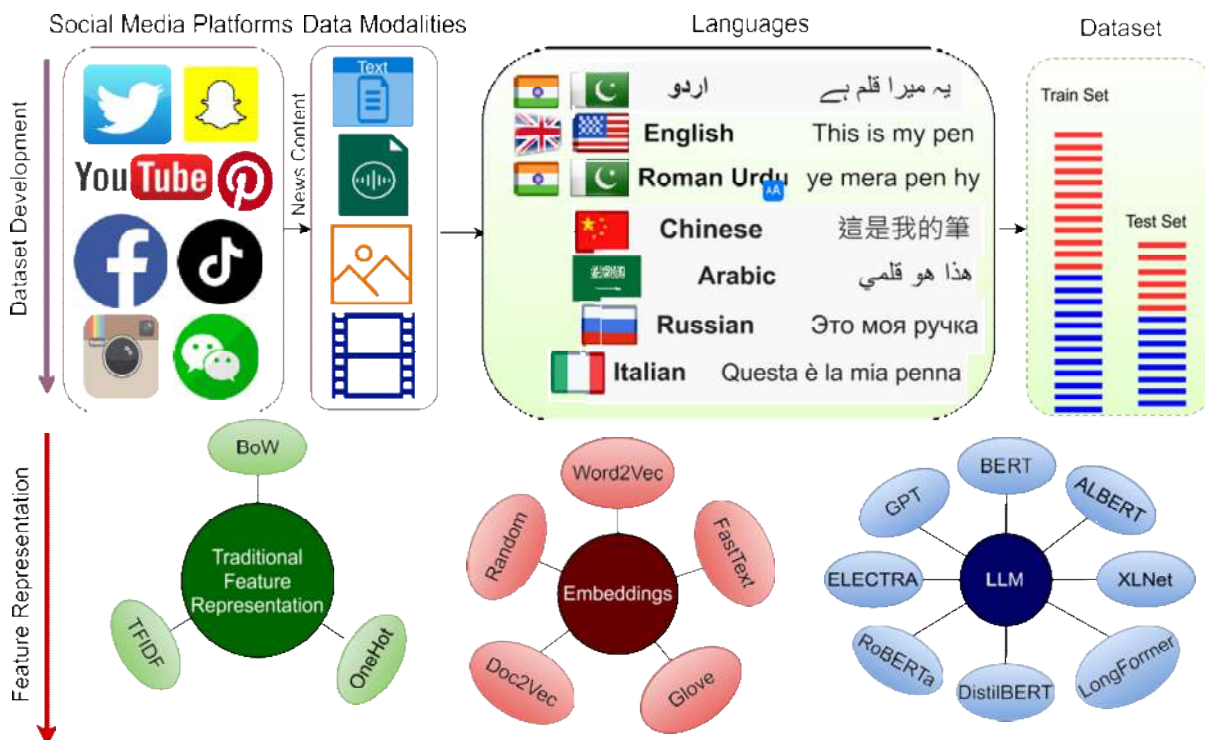 Social Media Platforms
Data Modalities
Languages
Dataset
Dataset Development
You Tube
News Content
Text
اردو یہ میرا قلم ہے
English This is my pen
Roman Urdu ye mera pen hy
AA
Chinese 這是我的筆
Arabic هذا هو قلمي
Russian Это моя ручка
Italian Questa è la mia penna
Train Set
Test Set
Feature Representation
BoW
Traditional
Feature
Representation
TFIDF
OneHot
Word2Vec
Random
FastText
Embeddings
Doc2Vec
Glove
BERT
GPT
ALBERT
ELECTRA
LLM
XLNet
RoBERTa
DistilBERT
LongFormer